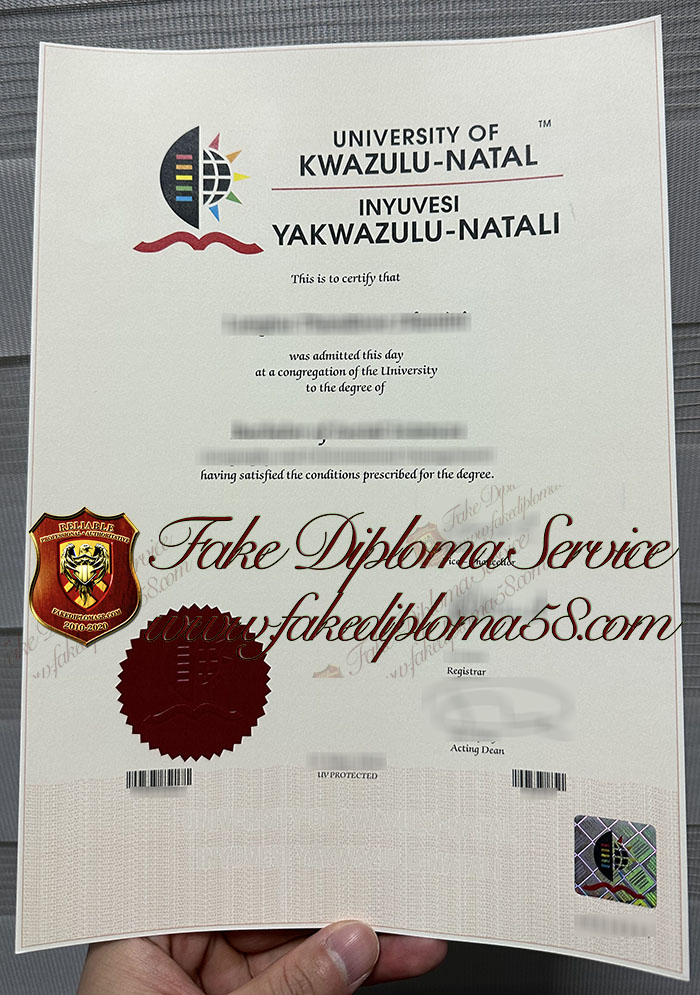 UNIVERSITY OF ™
KWAZULU-NATAL
INYUVESI
YAKWAZULU-NATALI
This is to certify that
was admitted this day
at a congregation of the University
to the degree of
having satisfied the conditions prescribed for the degree.
RELIABLE
PROFESSIONAL AUTHORITATIVE
FAKEDIPLOMA58.COM
2010-2020
Fake Diploma Service
www.fakediploma58.com
Registrar
Acting Dean
UV PROTECTED